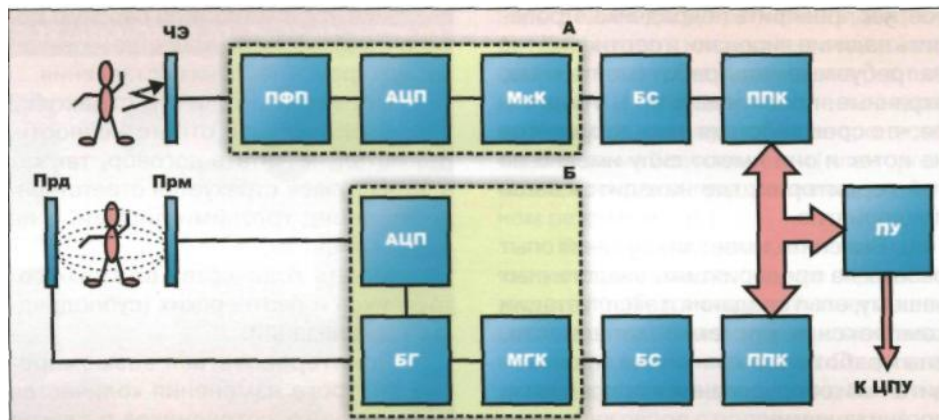 ЧЭ
А
ПФП АЦП МкК БС ППК
Прд Прм
Б
АЦП
ПУ
БГ МГК БС ППК
К ЦПУ